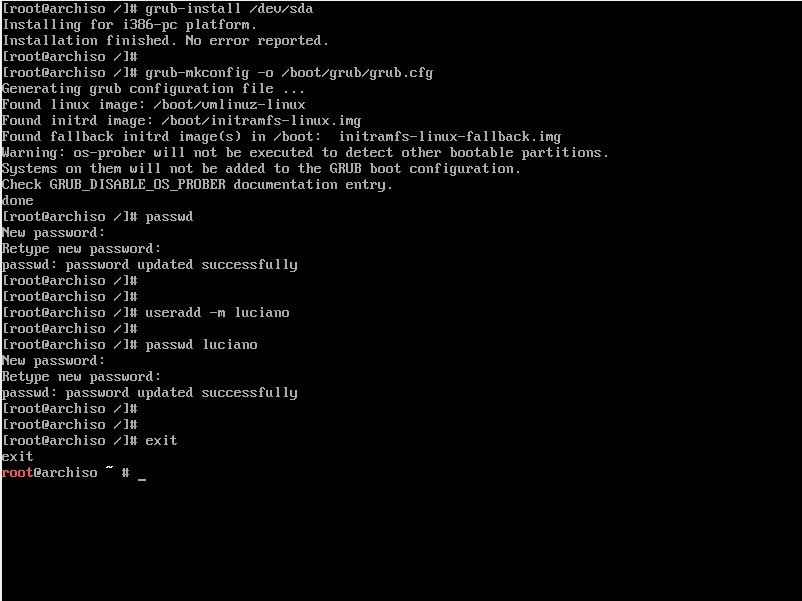 [root@archiso /]# grub-install /dev/sda
Installing for i386-pc platform.
Installation finished. No error reported.
[root@archiso /]#
[root@archiso /]# grub-mkconfig -o /boot/grub/grub.cfg
Generating grub configuration file ...
Found linux image: /boot/vmlinuz-linux
Found initrd image: /boot/initramfs-linux.img
Found fallback initrd image(s) in /boot:  initramfs-linux-fallback.img
Warning: os-prober will not be executed to detect other bootable partitions.
Systems on them will not be added to the GRUB boot configuration.
Check GRUB_DISABLE_OS_PROBER documentation entry.
done
[root@archiso /]# passwd
New password:
Retype new password:
passwd: password updated successfully
[root@archiso /]#
[root@archiso /]#
[root@archiso /]# useradd -m luciano
[root@archiso /]#
[root@archiso /]# passwd luciano
New password:
Retype new password:
passwd: password updated successfully
[root@archiso /]#
[root@archiso /]#
[root@archiso /]# exit
exit
root@archiso ~ # _